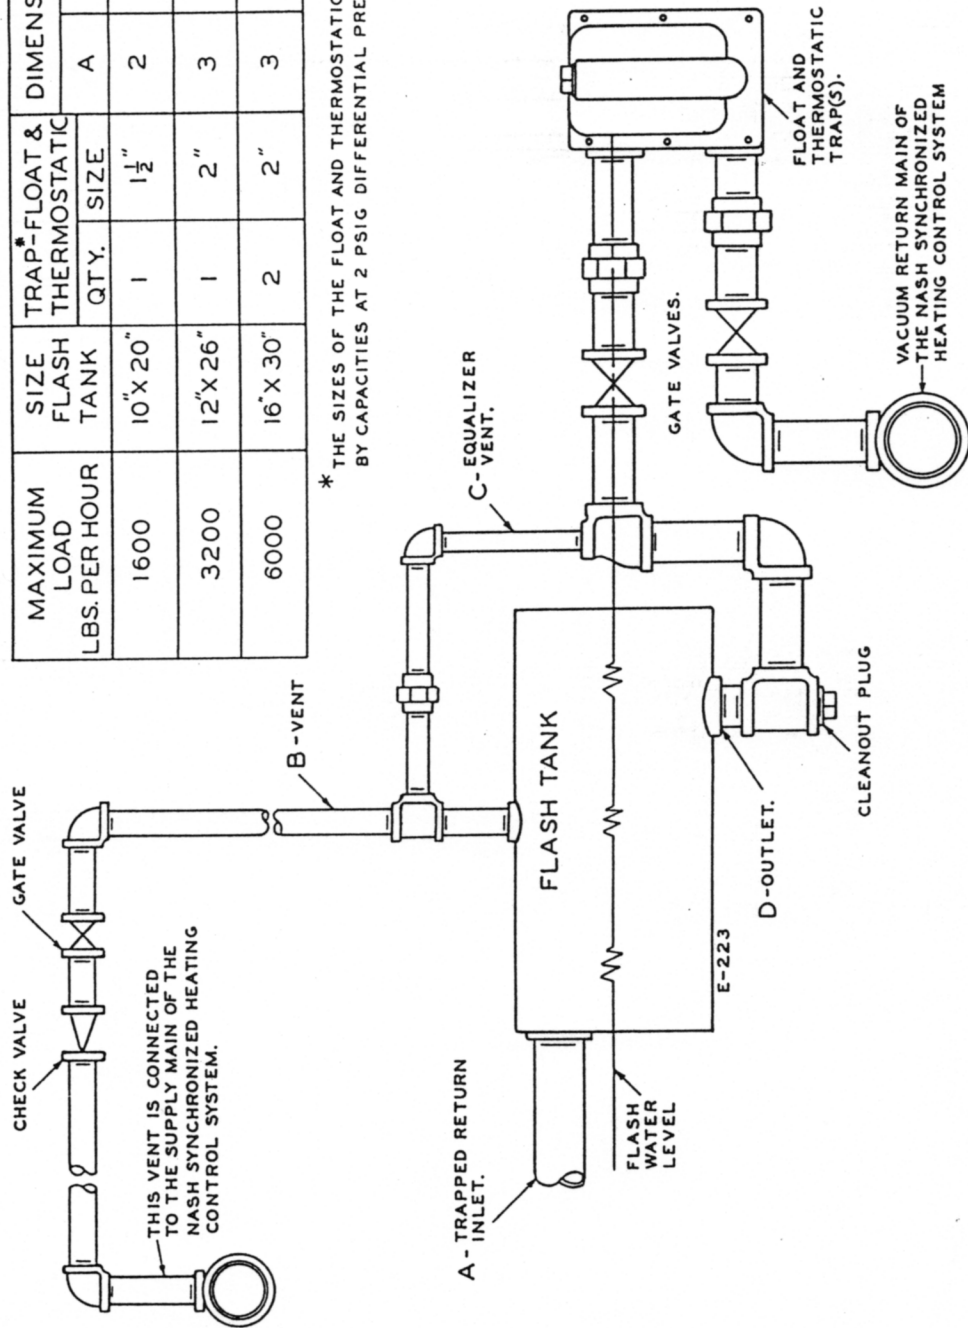 MAXIMUM
LOAD
LBS. PER HOUR
SIZE
FLASH
TANK
TRAP-FLOAT & *
THERMOSTATIC
QTY.
SIZE
A
1600
10"X 20"
1
1½"
2
3200
12"X 26"
1
2"
3
6000
16"X 30"
2
2"
3
* THE SIZES OF THE FLOAT AND
BY CAPACITIES AT 2 PSIG DIFFERENTIAL
CHECK VALVE
GATE VALVE
THIS VENT IS CONNECTED
TO THE SUPPLY MAIN OF THE
NASH SYNCHRONIZED HEATING
CONTROL SYSTEM.
B - VENT
C - EQUALIZER
VENT.
A - TRAPPED RETURN
INLET.
FLASH TANK
FLASH
WATER
LEVEL
GATE VALVES.
E-223
D-OUTLET.
CLEANOUT PLUG
FLOAT AND
THERMOSTATIC
TRAP(S).
VACUUM RETURN MAIN OF
THE NASH SYNCHRONIZED
HEATING CONTROL SYSTEM